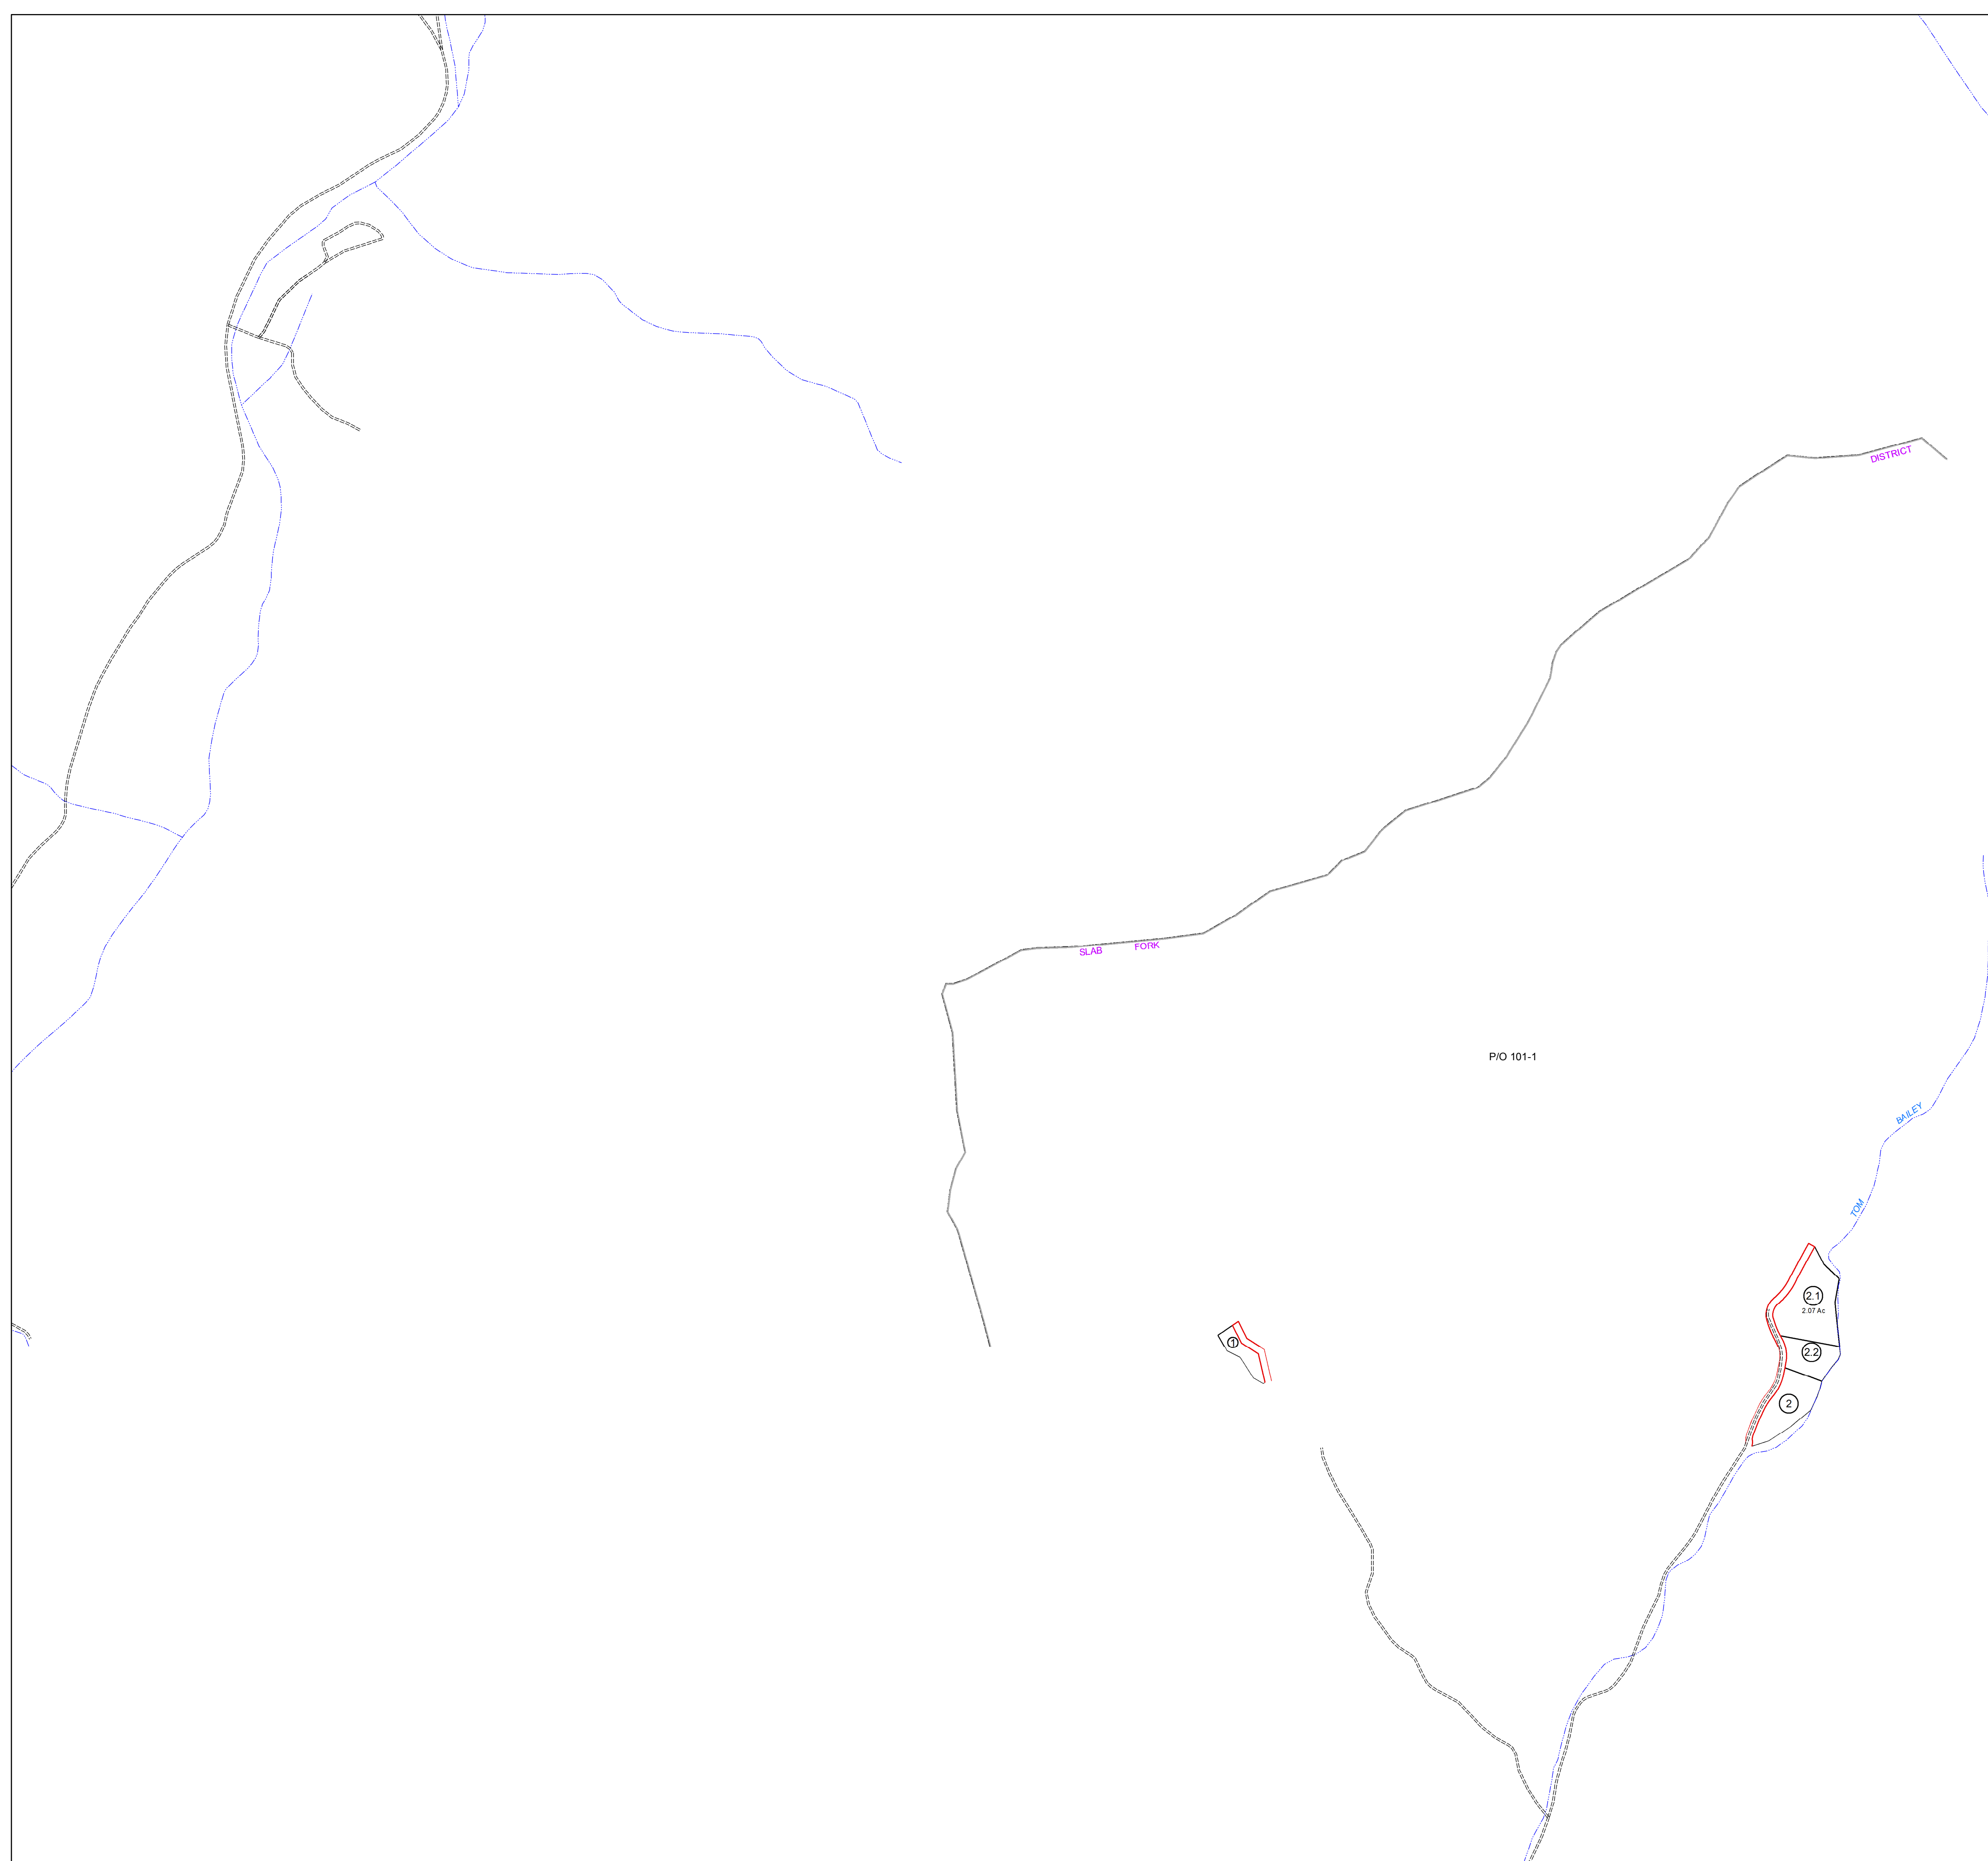 DISTRICT
SLAB FORK
P/O 101-1
BAILEY
TOM
2.1
2.07 Ac
1
2.2
2